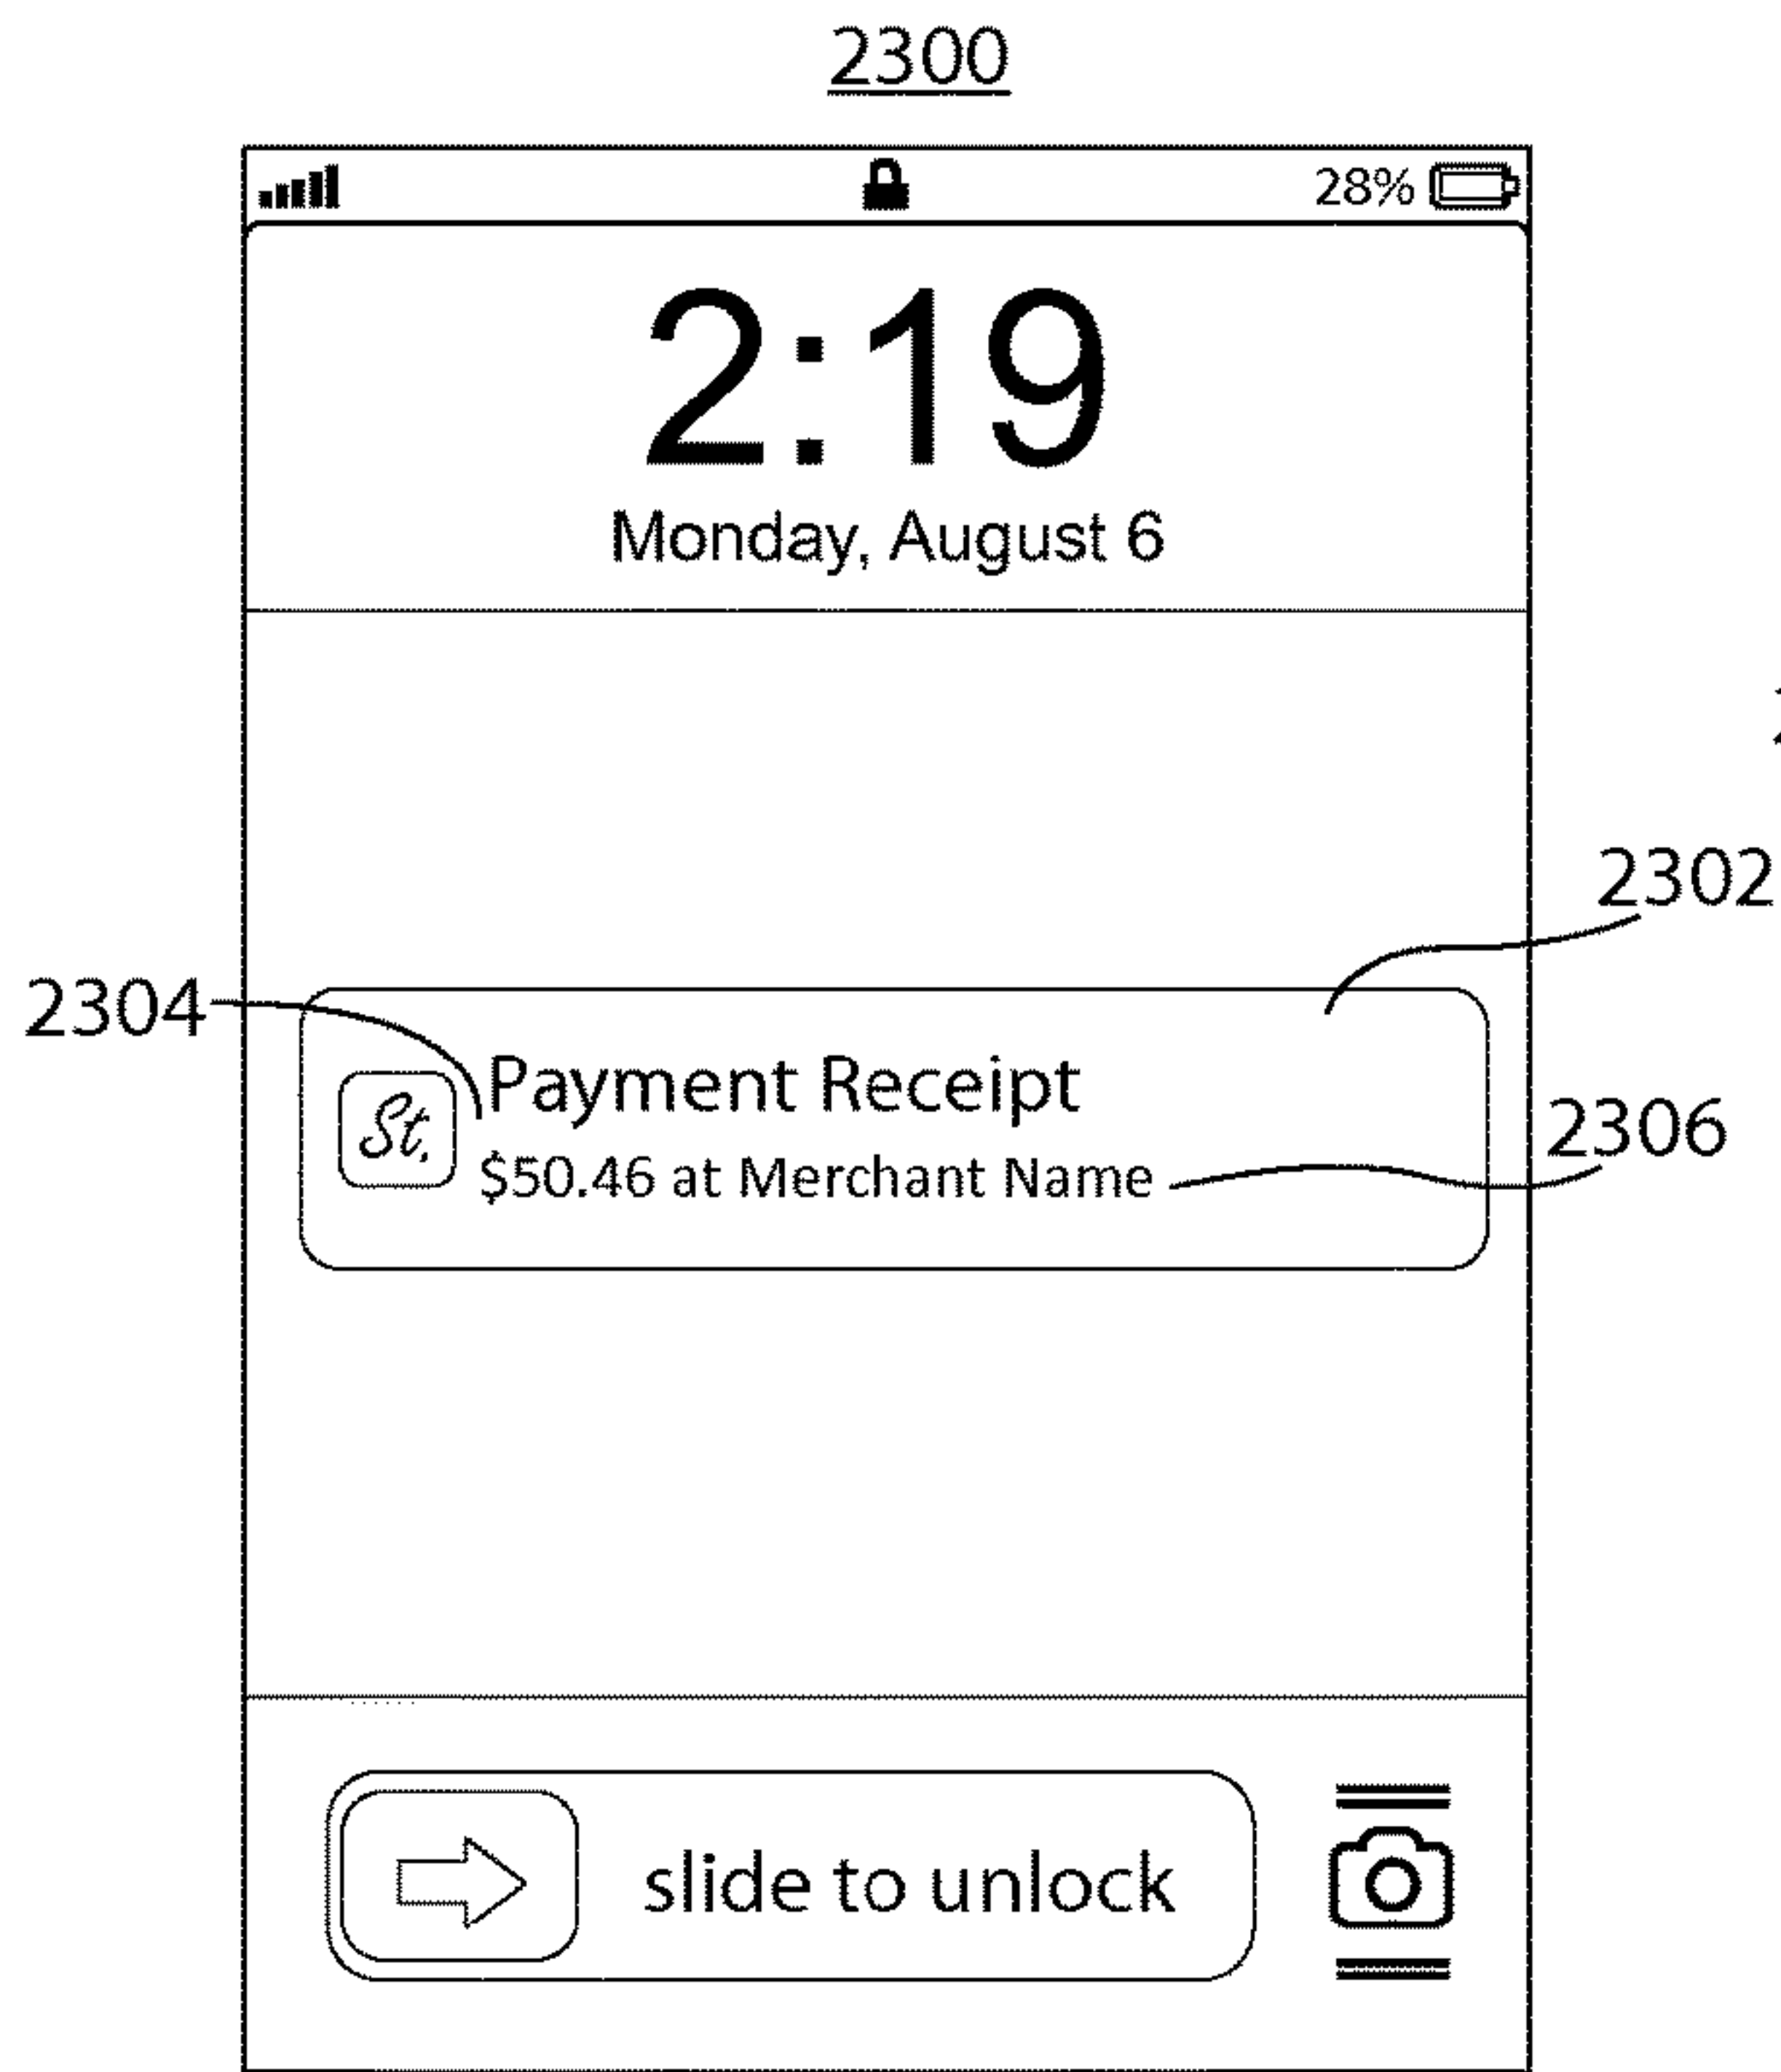 2300
28%
2:19
Monday, August 6
2302
2304
Payment Receipt
St.
2306
$50.46 at Merchant Name
slide to unlock